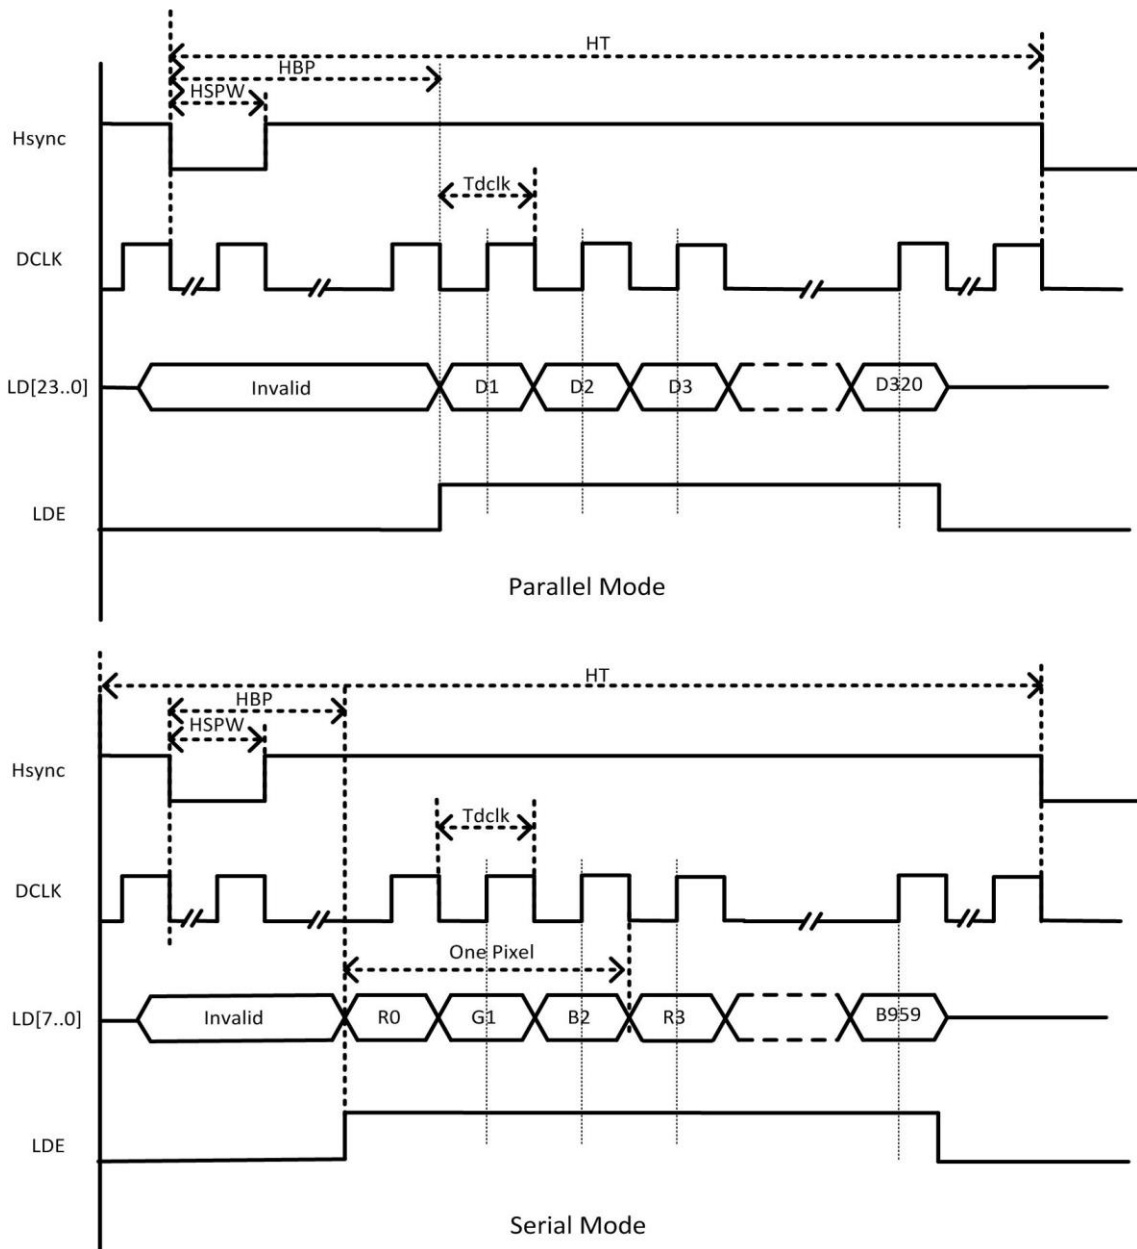 HT
HBP
HSPW
Hsync
Tdclk
DCLK
LD[23..0]
Invalid D1 D2 D3 D320
LDE
Parallel Mode
HT
HBP
HSPW
Hsync
Tdclk
DCLK
One Pixel
LD[7..0]
Invalid R0 G1 B2 R3 B959
LDE
Serial Mode